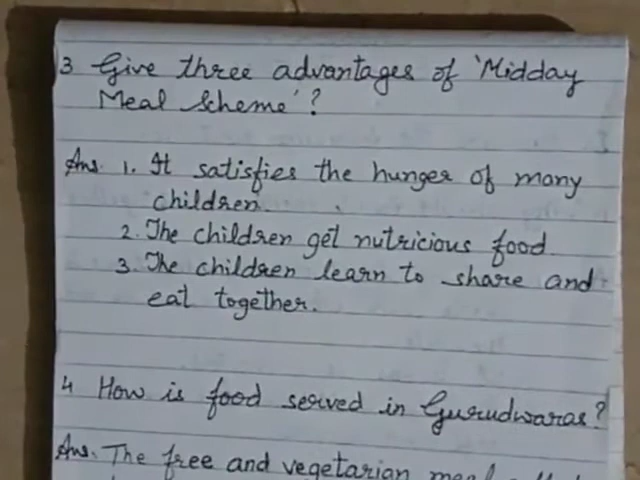 3 Give three advantages of 'Midday
Meal Scheme'?
Ans. 1. It satisfies the hunger of many
children.
2. The children get nutricious food
3. The children learn to share and
eat together.
4 How is food served in Gurudwaras?
Ans. The free and vegetarian meal